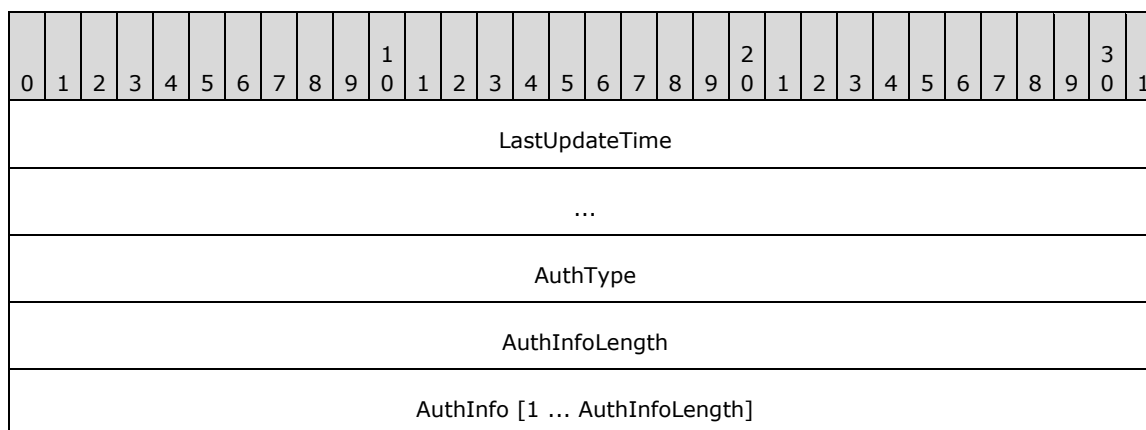 1 2 3
0 1 2 3 4 5 6 7 8 9 0 1 2 3 4 5 6 7 8 9 0 1 2 3 4 5 6 7 8 9 0 1
LastUpdateTime
...
AuthType
AuthInfoLength
AuthInfo [1 ... AuthInfoLength]